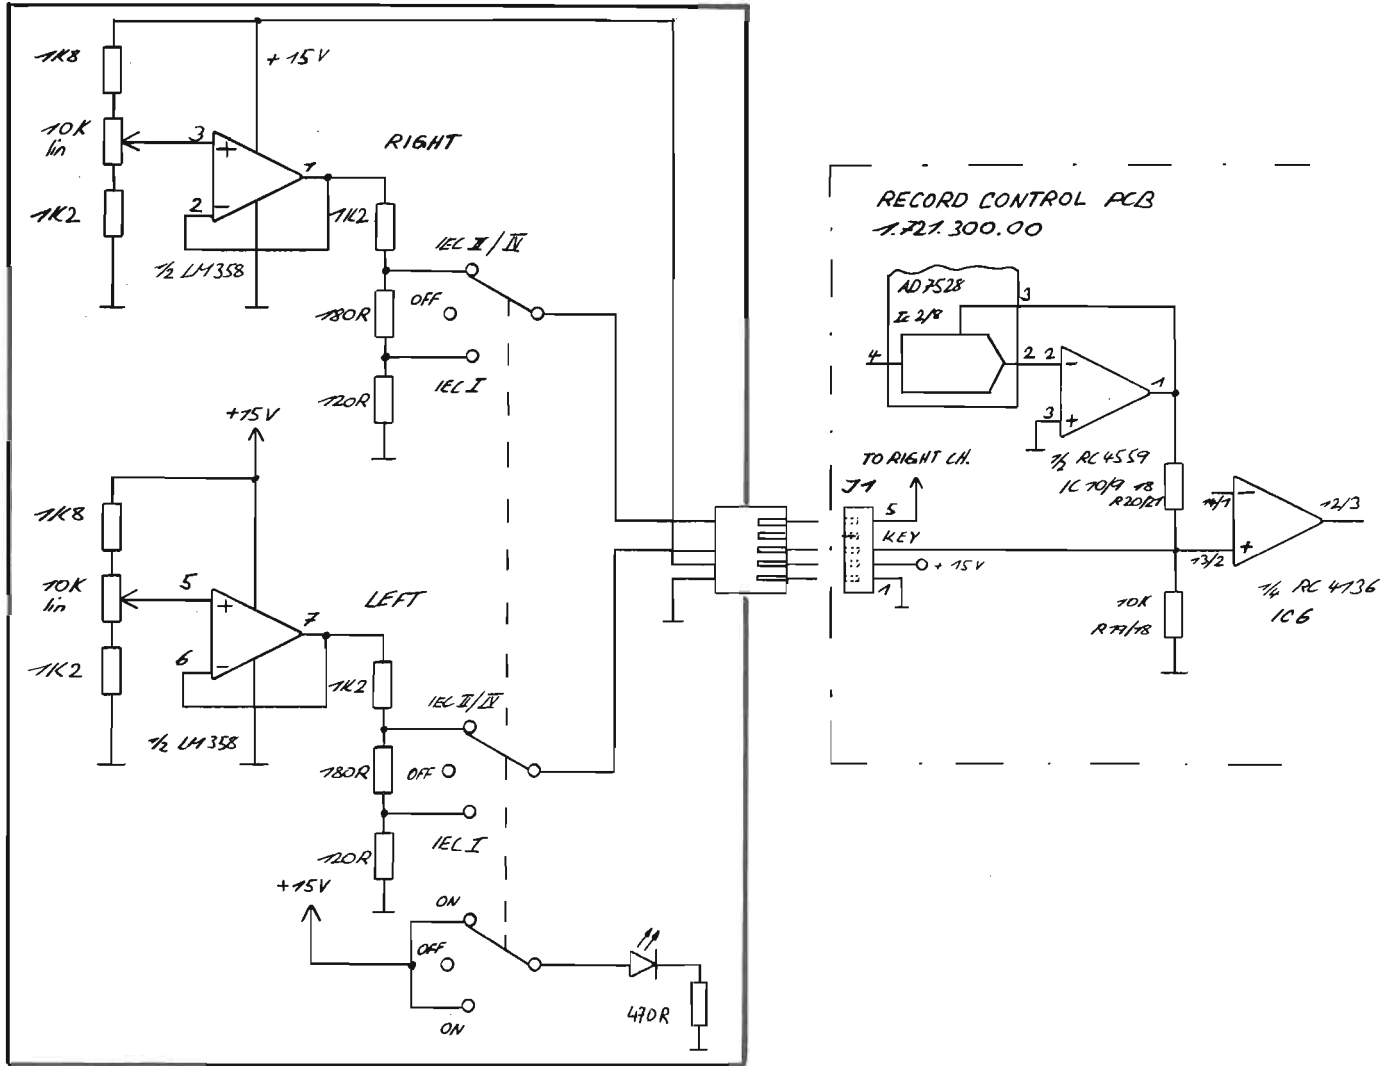 1K8
+15V
10K
lin
3
+
1
RIGHT
1K2
2
−
1K2
1/2 LM358
IEC II/IV
OFF
180R
IEC I
120R
+15V
1K8
10K
lin
5
+
7
LEFT
6
−
1K2
1K2
1/2 LM358
IEC II/IV
180R
OFF
IEC I
120R
+15V
ON
OFF
ON
470R
RECORD CONTROL PCB
1.721.300.00
AD7528
3
IC 2/8
4
2
2
−
1
3
+
TO RIGHT CH.
1/2 RC4559
IC 10/9
18
R20/21
J1
5
KEY
+15V
1
14/1
−
12/3
+
13/2
10K
R19/18
1/4 RC 4136
IC6